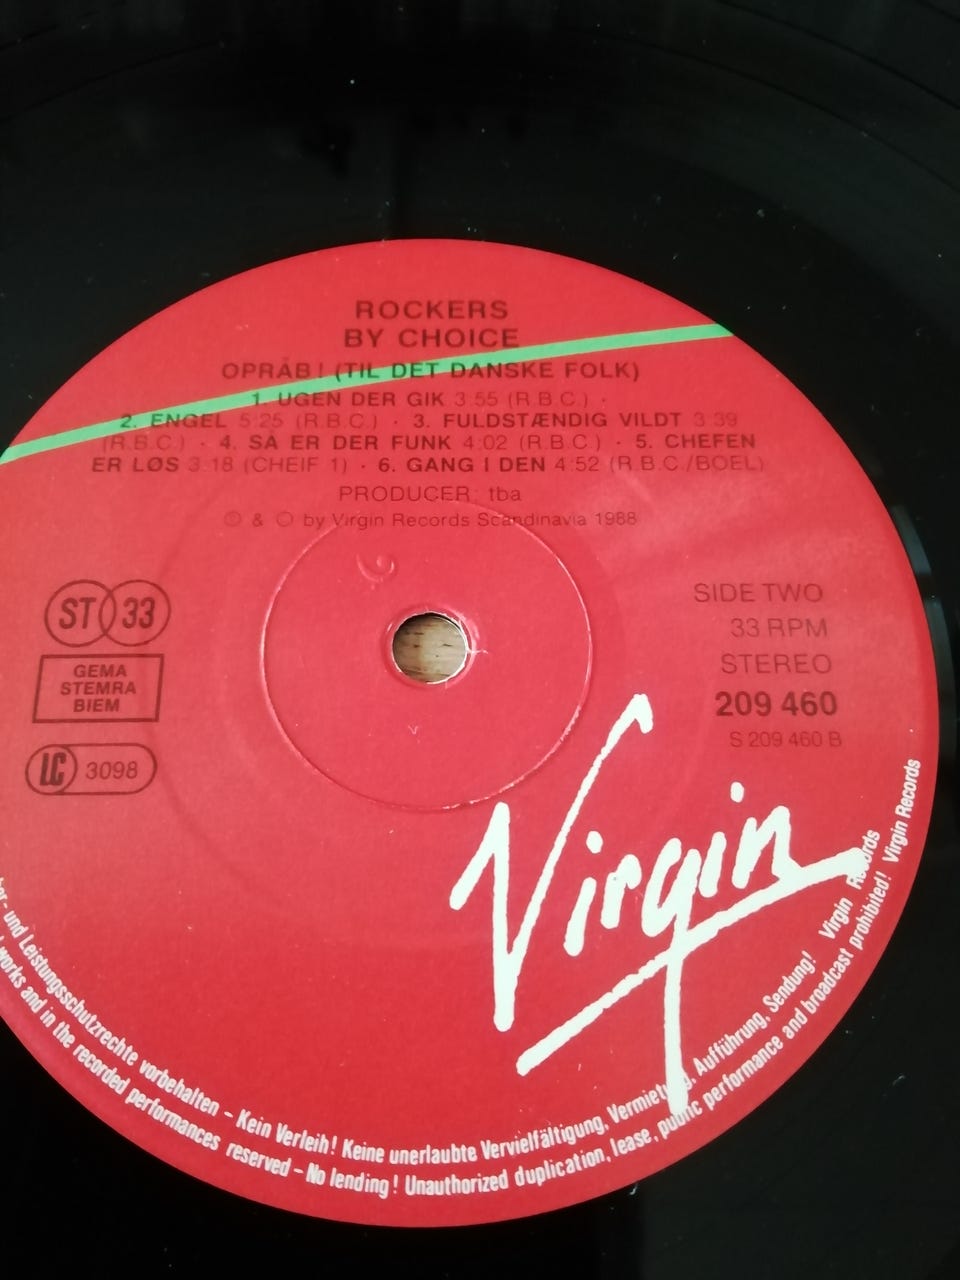 ROCKERS
BY CHOICE
OPRÅB! (TIL DET DANSKE FOLK)
1. UGEN DER GIK 3:55 (R.B.C.) ·
2. ENGEL 5:25 (R.B.C.) · 3. FULDSTÆNDIG VILDT 3:39
(R.B.C.) · 4. SÅ ER DER FUNK 4:02 (R.B.C.) · 5. CHEFEN
ER LØS 3:18 (CHEIF 1) · 6. GANG I DEN 4:52 (R.B.C./BOEL)
PRODUCER: tba
Ⓟ & © by Virgin Records Scandinavia 1988
ST 33
GEMA
STEMRA
BIEM
LC 3098
SIDE TWO
33 RPM
STEREO
209 460
S 209 460 B
Virgin
und Leistungsschutzrechte vorbehalten – Kein Verleih! Keine unerlaubte Vervielfältigung, Vermietung, Aufführung, Sendung! Virgin Records
works and in the recorded performances reserved – No lending! Unauthorized duplication, lease, public performance and broadcast prohibited! Virgin Records